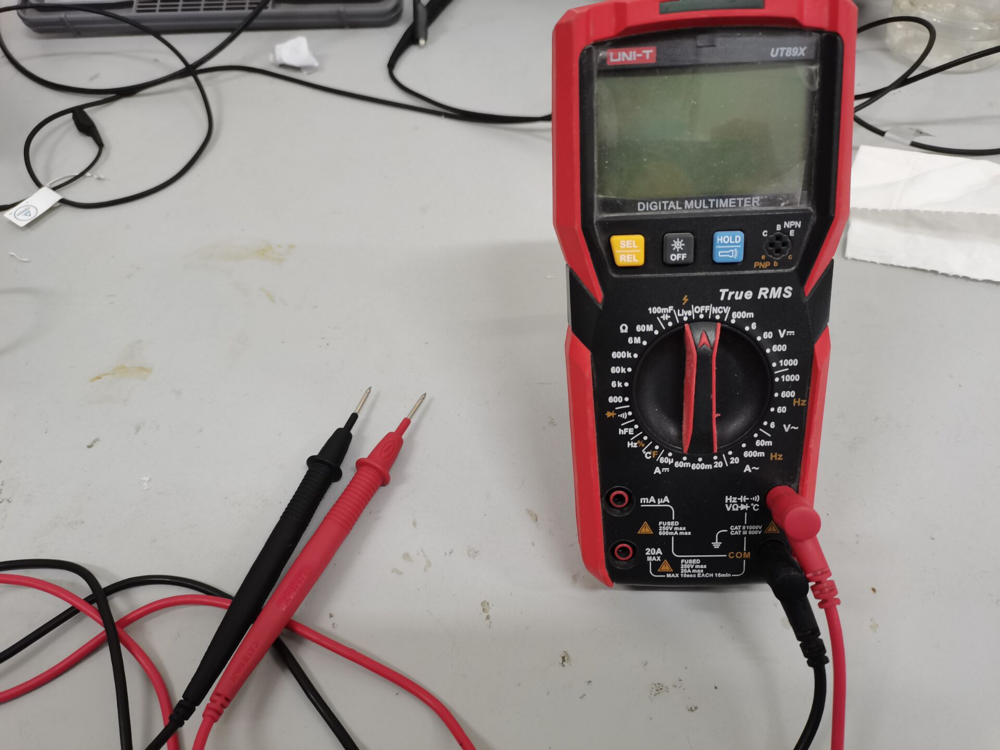 UNI-T
UT89X
DIGITAL MULTIMETER
SEL
REL
OFF
HOLD
NPN
C B E
e b c
PNP
True RMS
100mF Live OFF NCV 600m
Ω 60M 6 60 V
6M 600
600k 1000
60k 1000
6k 600 Hz
600 60
hFE 6 V~
Hz% 60m
°C°F 600m Hz
60μ 60m 600m 20 20
A A~
mA μA
Hz
VΩ °C
FUSED
250V max
600mA max
CAT II 1000V
CAT III 600V
20A
MAX
COM
FUSED
250V max
20A max
MAX 10sec EACH 15min